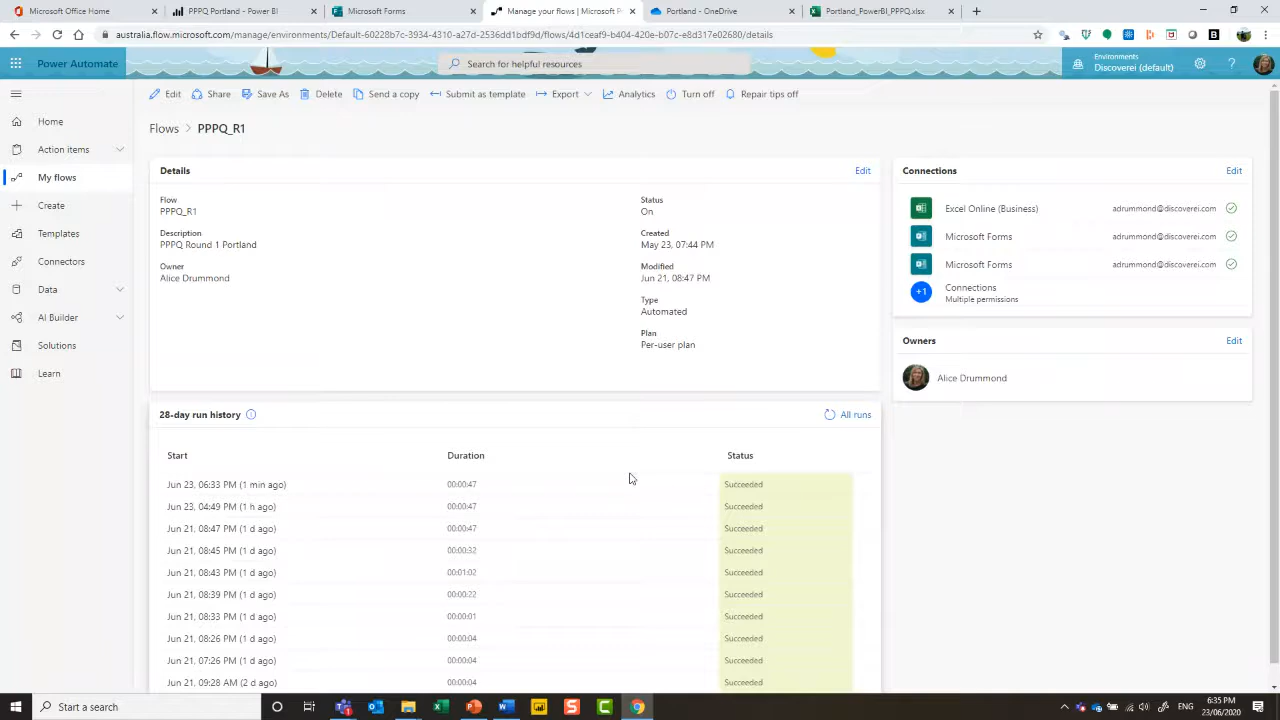 Microsoft Office Home
PPPQ Portland - Power BI
Microsoft Forms
Manage your flows | Microsoft P
Portland - OneDrive
Portland_PowerBI_PPPQ.xlsx
australia.flow.microsoft.com/manage/environments/Default-60228b7c-3934-4310-a27d-2536dd1bdf9d/flows/4d1ceaf9-b404-420e-b07c-e8d317e02680/details
Power Automate
Search for helpful resources
Environments
Discoverei (default)
Edit
Share
Save As
Delete
Send a copy
Submit as template
Export
Analytics
Turn off
Repair tips off
Home
Action items
My flows
Create
Templates
Connectors
Data
AI Builder
Solutions
Learn
Flows > PPPQ_R1
Details
Edit
Flow
PPPQ_R1
Description
PPPQ Round 1 Portland
Owner
Alice Drummond
Status
On
Created
May 23, 07:44 PM
Modified
Jun 21, 08:47 PM
Type
Automated
Plan
Per-user plan
Connections
Edit
Excel Online (Business) adrummond@discoverei.com
Microsoft Forms adrummond@discoverei.com
Microsoft Forms adrummond@discoverei.com
+1 Connections
Multiple permissions
Owners
Edit
Alice Drummond
28-day run history
All runs
Start Duration Status
Jun 23, 06:33 PM (1 min ago) 00:00:47 Succeeded
Jun 23, 04:49 PM (1 h ago) 00:00:47 Succeeded
Jun 21, 08:47 PM (1 d ago) 00:00:47 Succeeded
Jun 21, 08:45 PM (1 d ago) 00:00:32 Succeeded
Jun 21, 08:43 PM (1 d ago) 00:01:02 Succeeded
Jun 21, 08:39 PM (1 d ago) 00:00:22 Succeeded
Jun 21, 08:33 PM (1 d ago) 00:00:01 Succeeded
Jun 21, 08:26 PM (1 d ago) 00:00:04 Succeeded
Jun 21, 07:26 PM (1 d ago) 00:00:04 Succeeded
Jun 21, 09:28 AM (2 d ago) 00:00:04 Succeeded
Start a search
ENG
6:35 PM
23/06/2020